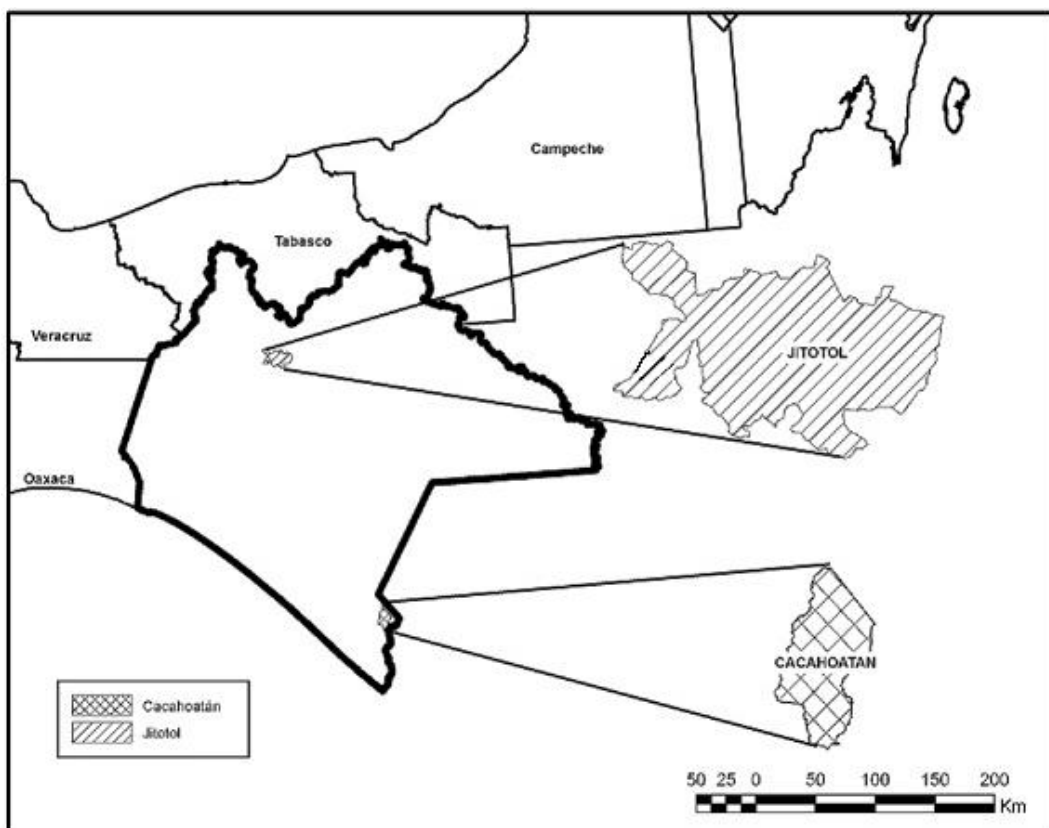 Campeche
Tabasco
Veracruz
JITOTOL
Oaxaca
CACAHOATAN
Cacahoatán
Jitotol
50 25 0 50 100 150 200
Km